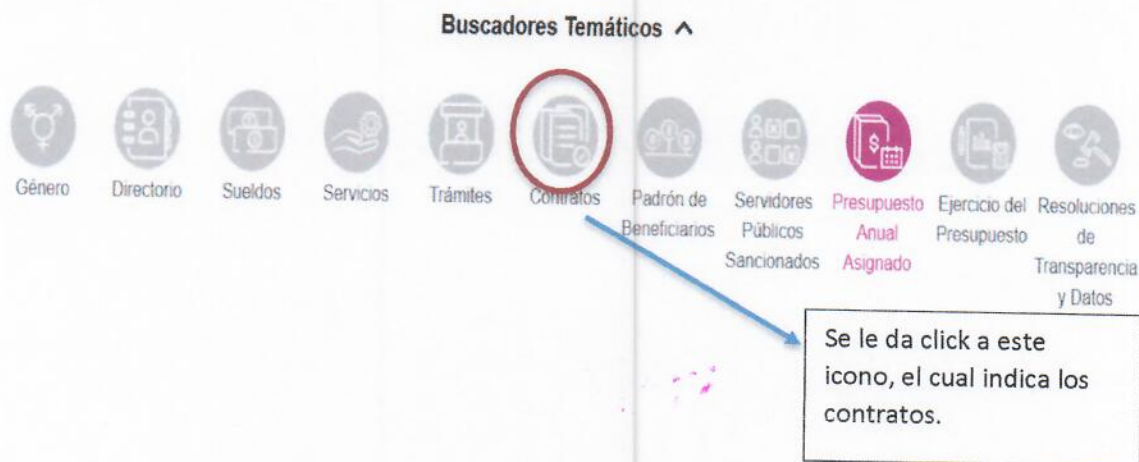 Buscadores Temáticos
Género
Directorio
Sueldos
Servicios
Trámites
Contratos
Padrón de
Beneficiarios
Servidores
Públicos
Sancionados
Presupuesto
Anual
Asignado
Ejercicio del
Presupuesto
Resoluciones
de
Transparencia
y Datos
Se le da click a este
icono, el cual indica los
contratos.